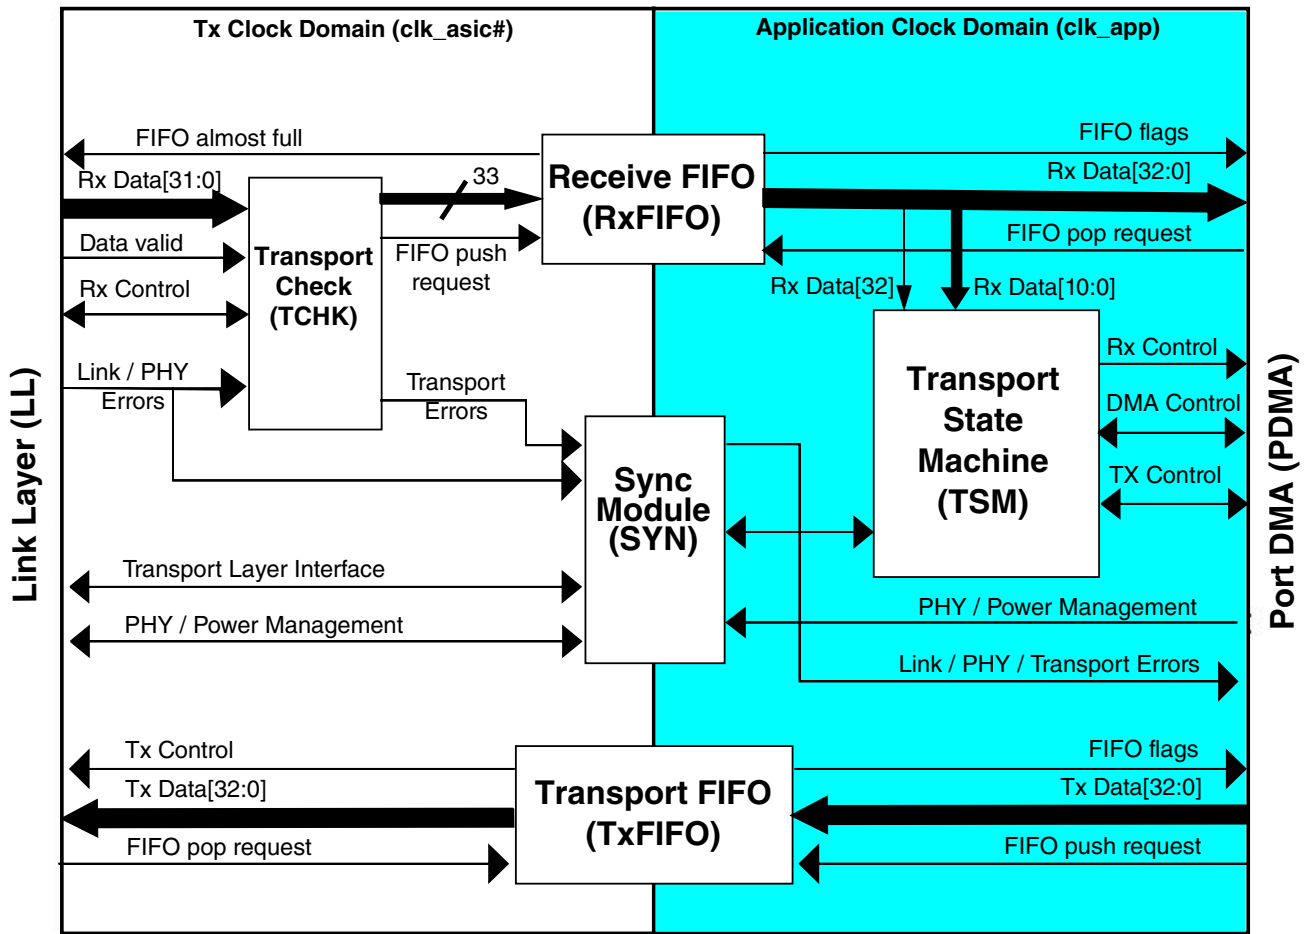 Tx Clock Domain (clk_asic#)
Application Clock Domain (clk_app)
FIFO almost full
Rx Data[31:0]
Data valid
Rx Control
Link / PHY
Errors
Transport
Check
(TCHK)
33
FIFO push
request
Transport
Errors
Receive FIFO
(RxFIFO)
FIFO flags
Rx Data[32:0]
FIFO pop request
Rx Data[32]
Rx Data[10:0]
Transport
State
Machine
(TSM)
Rx Control
DMA Control
TX Control
Link Layer (LL)
Port DMA (PDMA)
Sync
Module
(SYN)
Transport Layer Interface
PHY / Power Management
PHY / Power Management
Link / PHY / Transport Errors
Tx Control
Tx Data[32:0]
FIFO pop request
Transport FIFO
(TxFIFO)
FIFO flags
Tx Data[32:0]
FIFO push request